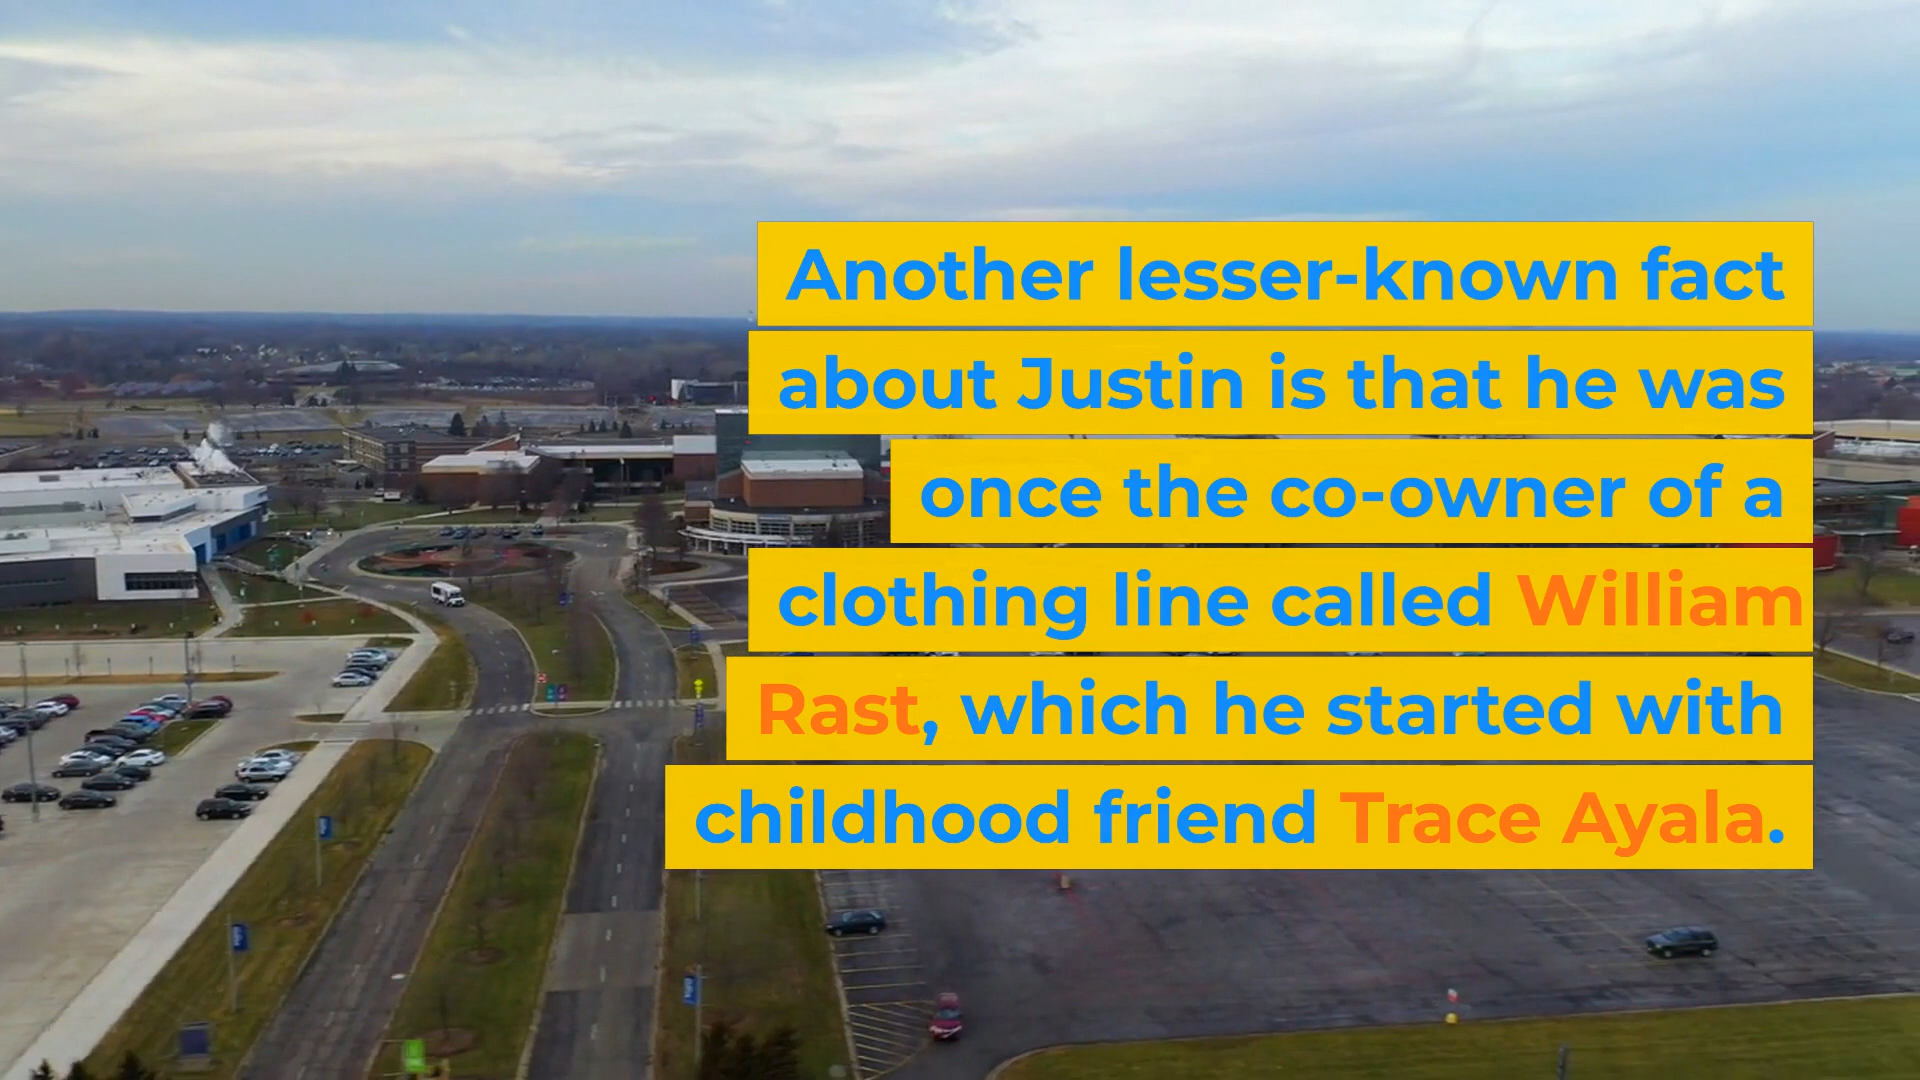 Another lesser-known fact
about Justin is that he was
once the co-owner of a
clothing line called William
Rast, which he started with
childhood friend Trace Ayala.